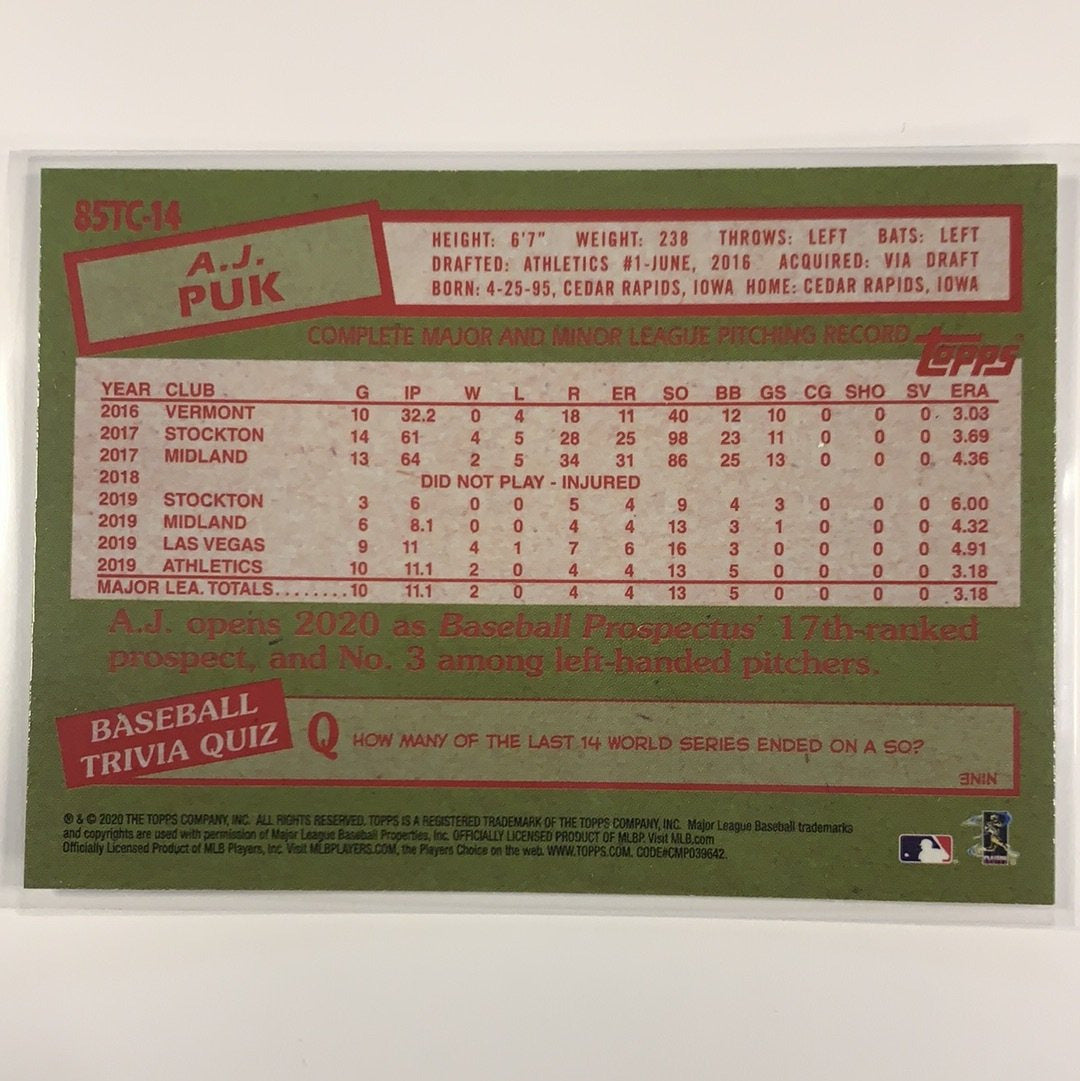 85TC-14
A.J.
PUK
HEIGHT: 6'7" WEIGHT: 238 THROWS: LEFT BATS: LEFT
DRAFTED: ATHLETICS #1-JUNE, 2016 ACQUIRED: VIA DRAFT
BORN: 4-25-95, CEDAR RAPIDS, IOWA HOME: CEDAR RAPIDS, IOWA
COMPLETE MAJOR AND MINOR LEAGUE PITCHING RECORD
topps
YEAR CLUB G IP W L R ER SO BB GS CG SHO SV ERA
2016 VERMONT 10 32.2 0 4 18 11 40 12 10 0 0 0 3.03
2017 STOCKTON 14 61 4 5 28 25 98 23 11 0 0 0 3.69
2017 MIDLAND 13 64 2 5 34 31 86 25 13 0 0 0 4.36
2018 DID NOT PLAY - INJURED
2019 STOCKTON 3 6 0 0 5 4 9 4 3 0 0 0 6.00
2019 MIDLAND 6 8.1 0 0 4 4 13 3 1 0 0 0 4.32
2019 LAS VEGAS 9 11 4 1 7 6 16 3 0 0 0 0 4.91
2019 ATHLETICS 10 11.1 2 0 4 4 13 5 0 0 0 0 3.18
MAJOR LEA. TOTALS........10 11.1 2 0 4 4 13 5 0 0 0 0 3.18
A.J. opens 2020 as Baseball Prospectus' 17th-ranked
prospect, and No. 3 among left-handed pitchers.
BASEBALL
TRIVIA QUIZ
Q HOW MANY OF THE LAST 14 WORLD SERIES ENDED ON A SO?
NINE
® & © 2020 THE TOPPS COMPANY, INC. ALL RIGHTS RESERVED. TOPPS IS A REGISTERED TRADEMARK OF THE TOPPS COMPANY, INC. Major League Baseball trademarks
and copyrights are used with permission of Major League Baseball Properties, Inc. OFFICIALLY LICENSED PRODUCT OF MLBP. Visit MLB.com
Officially Licensed Product of MLB Players, Inc. Visit MLBPLAYERS.COM, the Players Choice on the web. WWW.TOPPS.COM. CODE#CMP039642.